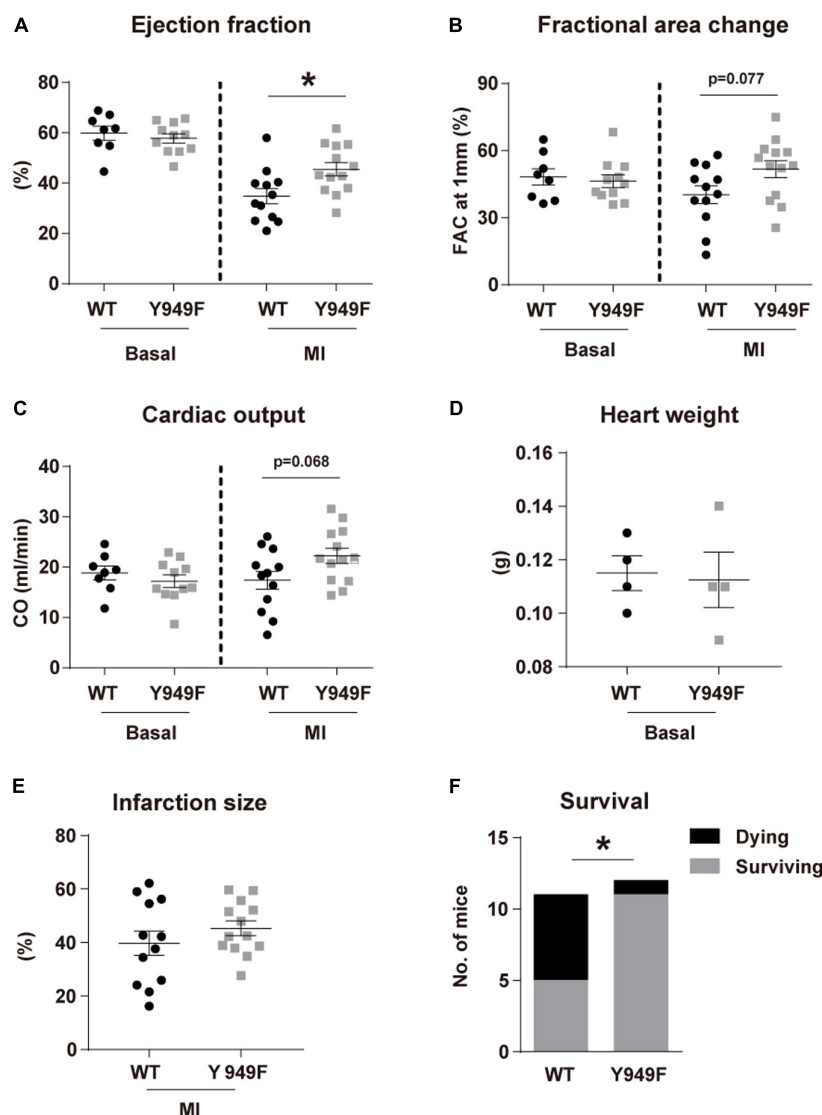 A
Ejection fraction
80
60
40
20
0
(%)
*
WT Y949F WT Y949F
Basal MI
B
Fractional area change
90
60
30
0
FAC at 1mm (%)
p=0.077
WT Y949F WT Y949F
Basal MI
C
Cardiac output
40
30
20
10
0
CO (ml/min)
p=0.068
WT Y949F WT Y949F
Basal MI
D
Heart weight
0.16
0.14
0.12
0.10
0.08
(g)
WT Y949F
Basal
E
Infarction size
80
60
40
20
0
(%)
WT Y 949F
MI
F
Survival
15
10
5
0
No. of mice
*
Dying
Surviving
WT Y949F